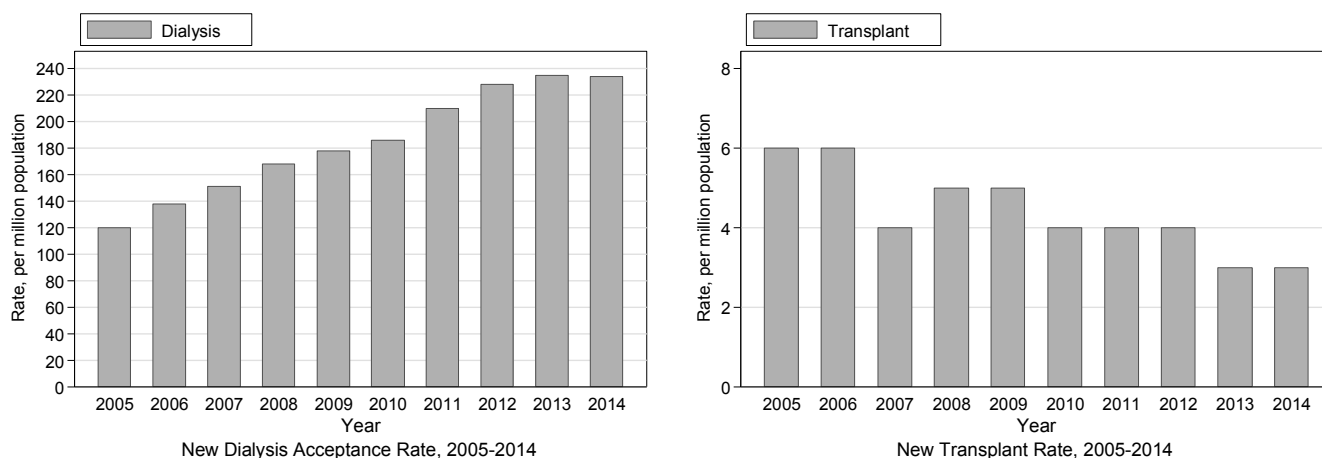 Dialysis
240
220
200
180
160
140
120
100
80
60
40
20
0
Rate, per million population
2005 2006 2007 2008 2009 2010 2011 2012 2013 2014
Year
New Dialysis Acceptance Rate, 2005-2014
Transplant
8
6
4
2
0
Rate, per million population
2005 2006 2007 2008 2009 2010 2011 2012 2013 2014
Year
New Transplant Rate, 2005-2014